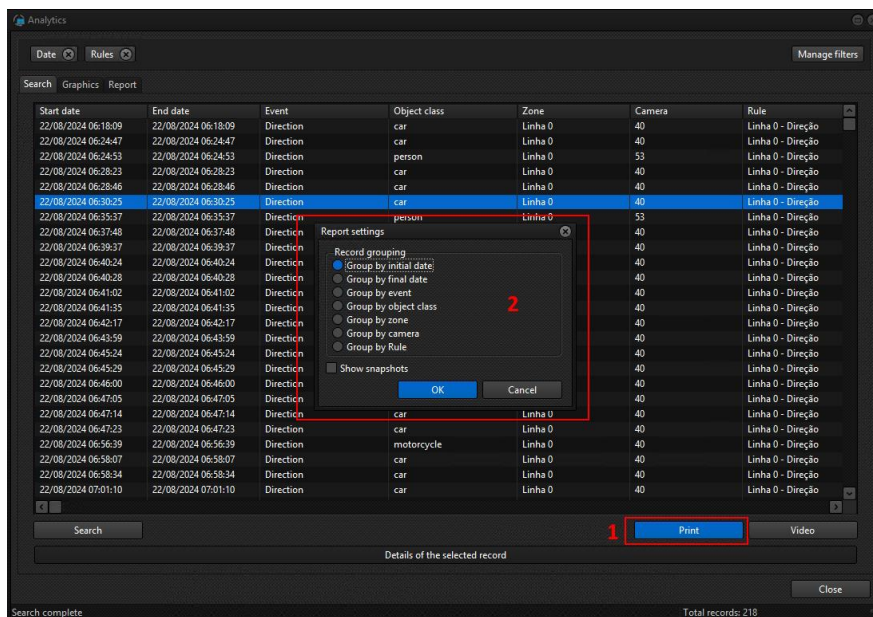 Analytics
Date Rules Manage filters
Search Graphics Report
Start date End date Event Object class Zone Camera Rule
22/08/2024 06:18:09 22/08/2024 06:18:09 Direction car Linha 0 40 Linha 0 - Direção
22/08/2024 06:24:47 22/08/2024 06:24:47 Direction car Linha 0 40 Linha 0 - Direção
22/08/2024 06:24:53 22/08/2024 06:24:53 Direction person Linha 0 53 Linha 0 - Direção
22/08/2024 06:28:23 22/08/2024 06:28:23 Direction car Linha 0 40 Linha 0 - Direção
22/08/2024 06:28:46 22/08/2024 06:28:46 Direction car Linha 0 40 Linha 0 - Direção
22/08/2024 06:30:25 22/08/2024 06:30:25 Direction car Linha 0 40 Linha 0 - Direção
22/08/2024 06:35:37 22/08/2024 06:35:37 Direction person Linha 0 53 Linha 0 - Direção
22/08/2024 06:37:48 22/08/2024 06:37:48 Direction 40 Linha 0 - Direção
22/08/2024 06:39:37 22/08/2024 06:39:37 Direction 40 Linha 0 - Direção
22/08/2024 06:40:24 22/08/2024 06:40:24 Direction 40 Linha 0 - Direção
22/08/2024 06:40:28 22/08/2024 06:40:28 Direction 40 Linha 0 - Direção
22/08/2024 06:41:02 22/08/2024 06:41:02 Direction 40 Linha 0 - Direção
22/08/2024 06:41:35 22/08/2024 06:41:35 Direction 40 Linha 0 - Direção
22/08/2024 06:42:17 22/08/2024 06:42:17 Direction 40 Linha 0 - Direção
22/08/2024 06:43:59 22/08/2024 06:43:59 Direction 40 Linha 0 - Direção
22/08/2024 06:45:24 22/08/2024 06:45:24 Direction 40 Linha 0 - Direção
22/08/2024 06:45:29 22/08/2024 06:45:29 Direction 40 Linha 0 - Direção
22/08/2024 06:46:00 22/08/2024 06:46:00 Direction 40 Linha 0 - Direção
22/08/2024 06:47:05 22/08/2024 06:47:05 Direction 40 Linha 0 - Direção
22/08/2024 06:47:14 22/08/2024 06:47:14 Direction car Linha 0 40 Linha 0 - Direção
22/08/2024 06:47:23 22/08/2024 06:47:23 Direction car Linha 0 40 Linha 0 - Direção
22/08/2024 06:56:39 22/08/2024 06:56:39 Direction motorcycle Linha 0 40 Linha 0 - Direção
22/08/2024 06:58:07 22/08/2024 06:58:07 Direction car Linha 0 40 Linha 0 - Direção
22/08/2024 06:58:34 22/08/2024 06:58:34 Direction car Linha 0 40 Linha 0 - Direção
22/08/2024 07:01:10 22/08/2024 07:01:10 Direction car Linha 0 40 Linha 0 - Direção
Report settings
Record grouping
Group by initial date
Group by final date
Group by event
Group by object class
Group by zone
Group by camera
Group by Rule
2
Show snapshots
OK Cancel
Search 1 Print Video
Details of the selected record
Close
Search complete Total records: 218